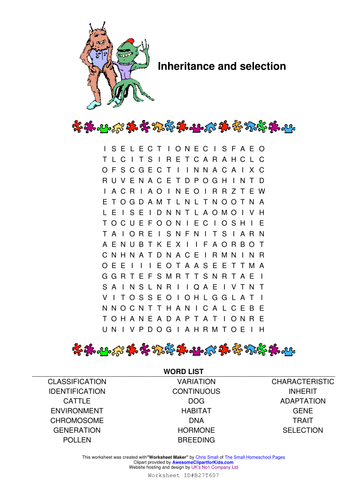 Inheritance and selection
I S E L E C T I O N E C I S F A E O
T L C I T S I R E T C A R A H C L C
O F S C G E C T I I N N A C A I X C
R U V E N A C E T D P O G H I N T D
I A C R I A O I N E O I R R Z T E W
E T O G D A M T L N L T N O O T N A
L E I S E I D N N T L A O M O I V H
T O C U E F O O N I E C I O S H I E
T A I O R E I S N F N I T S I A R N
A E N U B T K E X I I F A O R B O T
C N H N A T D N A C E I R M N I N R
O E E I I I E O T A A S E E T T M A
G G R T E F S M R T T S N R T A E I
S A I N S L N R I I Q A E I V T N T
V I T O S S E O I O H L G G L A T I
N N O C N T T H A N I C A L C E B E
T O H A N E A D A P T A T I O N R E
U N I V P D O G I A H R M T O E I H
WORD LIST
CLASSIFICATION VARIATION CHARACTERISTIC
IDENTIFICATION CONTINUOUS INHERIT
CATTLE DOG ADAPTATION
ENVIRONMENT HABITAT GENE
CHROMOSOME DNA TRAIT
GENERATION HORMONE SELECTION
POLLEN BREEDING
This worksheet was created with "Worksheet Maker" by Chris Small of The Small Homeschool Pages
Clipart provided by AwesomeClipartforKids.com
Website hosting and design by UK's No1 Company Ltd
Worksheet ID#B27T607